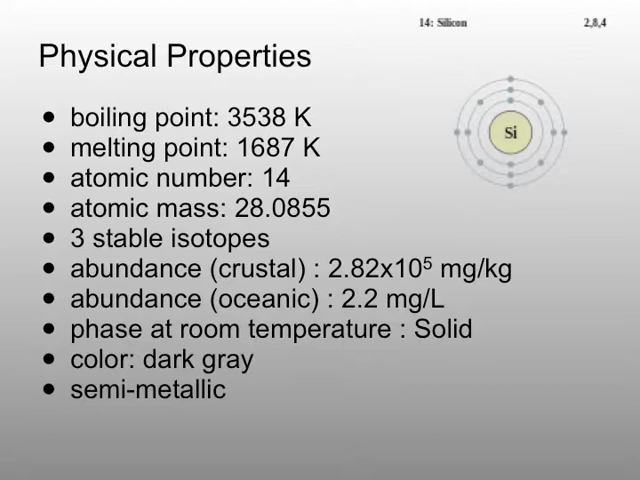 14: Silicon 2,8,4
Physical Properties
Si
• boiling point: 3538 K
• melting point: 1687 K
• atomic number: 14
• atomic mass: 28.0855
• 3 stable isotopes
• abundance (crustal) : 2.82x10⁵ mg/kg
• abundance (oceanic) : 2.2 mg/L
• phase at room temperature : Solid
• color: dark gray
• semi-metallic